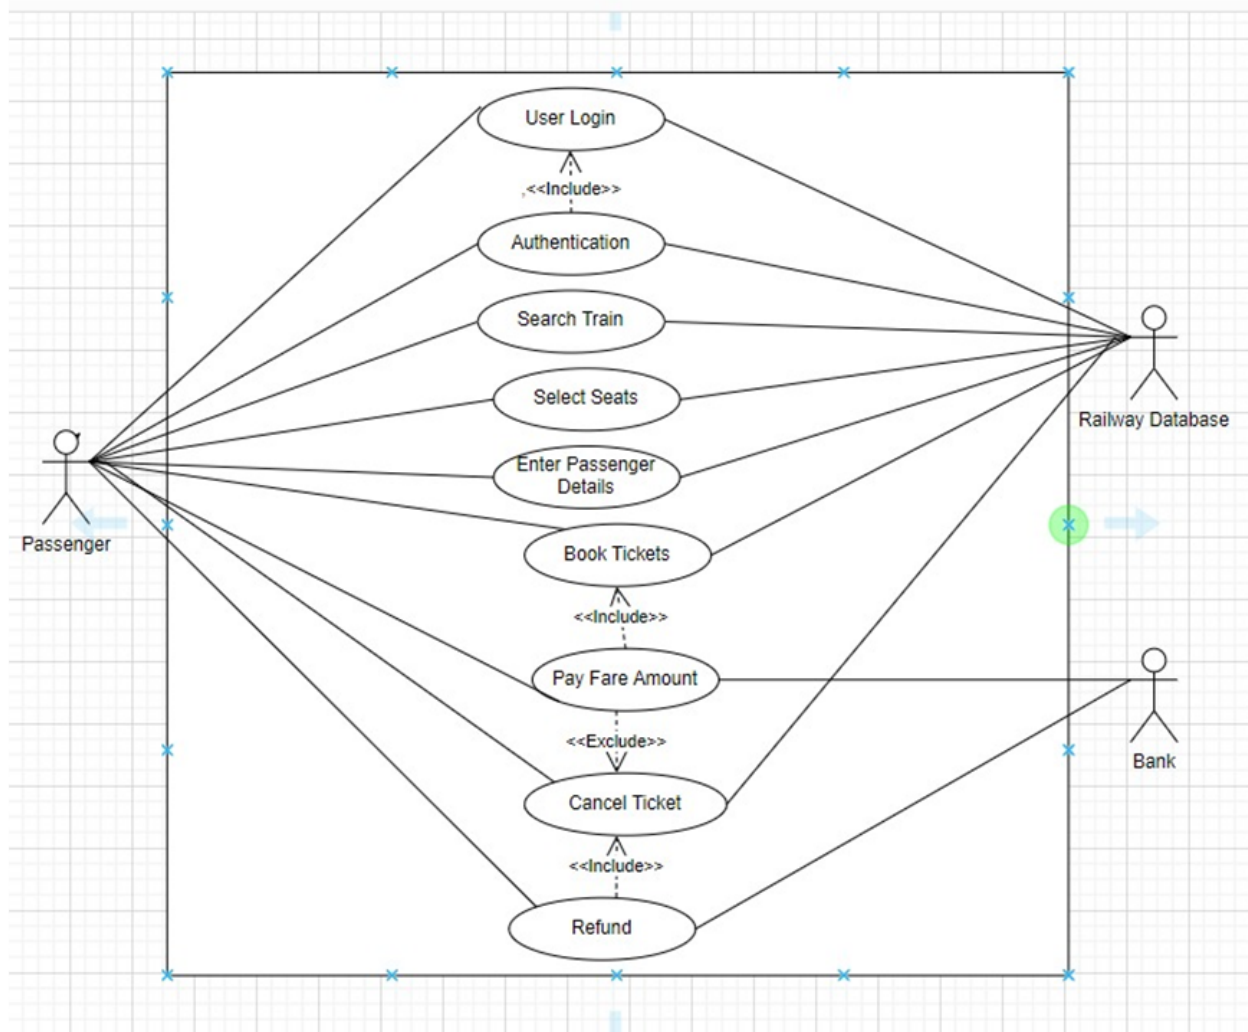 User Login
,<<Include>>
Authentication
Search Train
Select Seats
Railway Database
Enter Passenger
Details
Passenger
Book Tickets
<<Include>>
Pay Fare Amount
<<Exclude>>
Bank
Cancel Ticket
<<Include>>
Refund